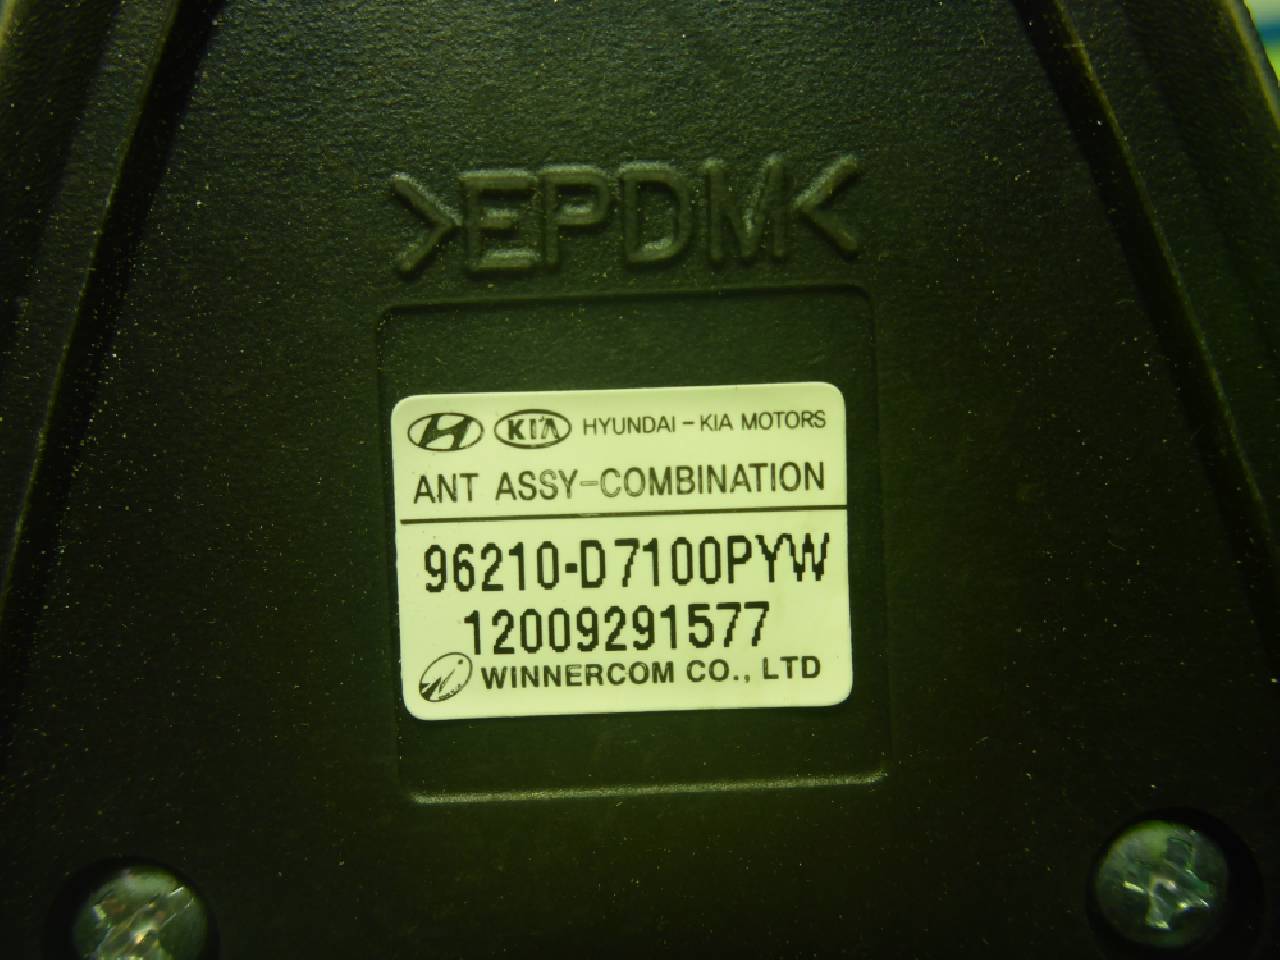 >EPDM<
KIA HYUNDAI - KIA MOTORS
ANT ASSY-COMBINATION
96210-D7100PYW
12009291577
WINNERCOM CO., LTD